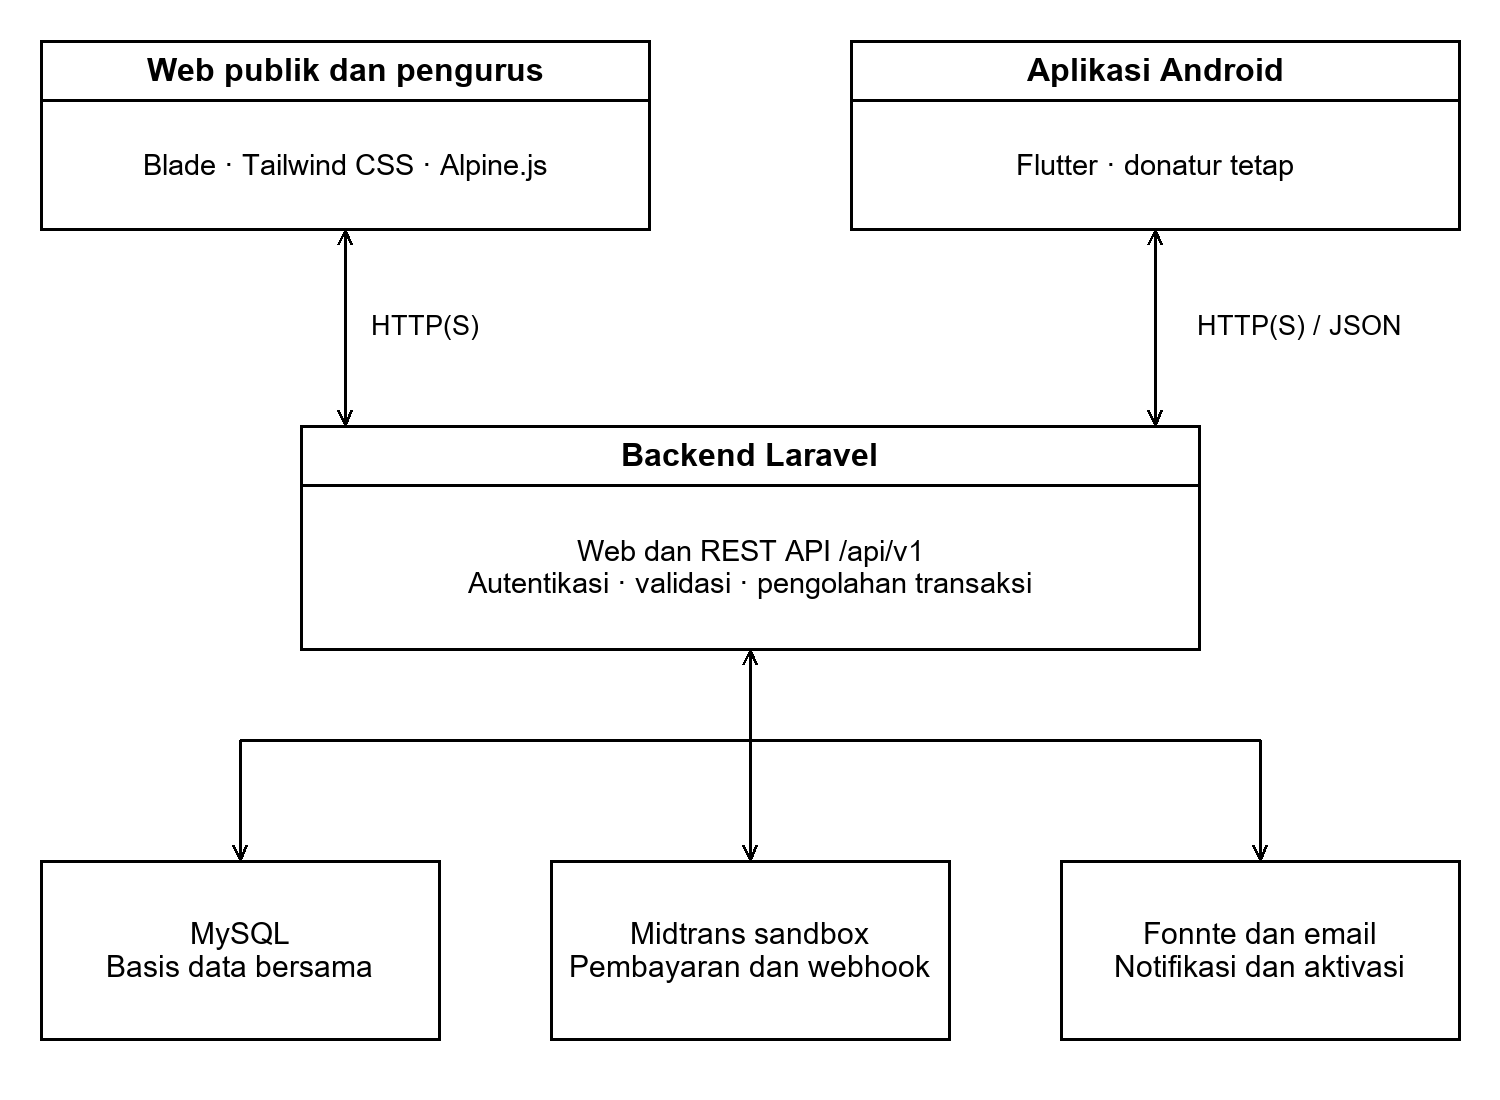 Web publik dan pengurus
Blade · Tailwind CSS · Alpine.js
Aplikasi Android
Flutter · donatur tetap
HTTP(S)
HTTP(S) / JSON
Backend Laravel
Web dan REST API /api/v1
Autentikasi · validasi · pengolahan transaksi
MySQL
Basis data bersama
Midtrans sandbox
Pembayaran dan webhook
Fonnte dan email
Notifikasi dan aktivasi